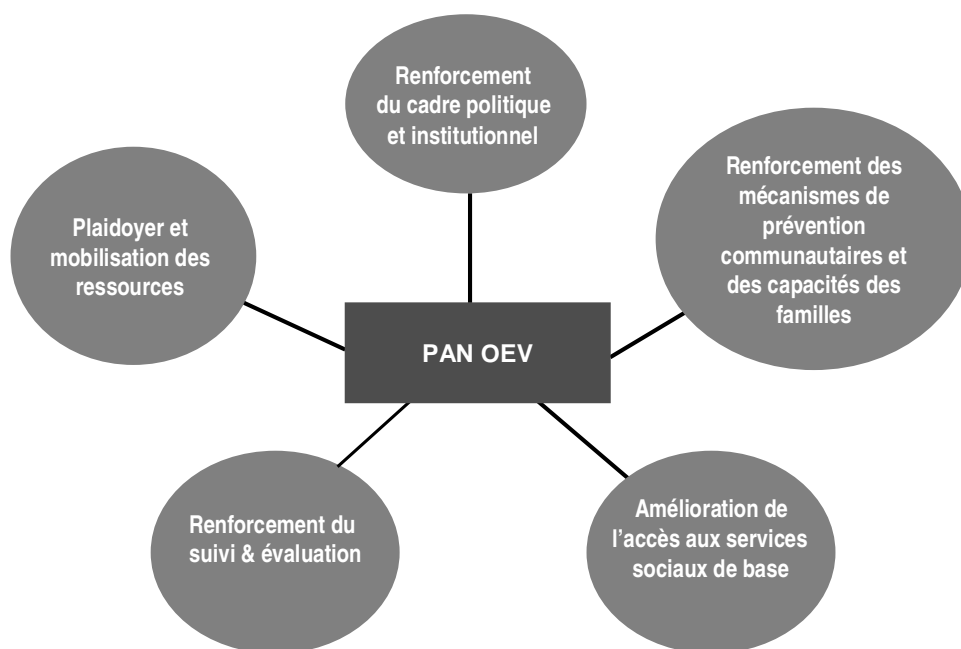 Renforcement
du cadre politique
et institutionnel
Renforcement des
mécanismes de
prévention
communautaires et
des capacités des
familles
Plaidoyer et
mobilisation des
ressources
PAN OEV
Renforcement du
suivi & évaluation
Amélioration de
l'accès aux services
sociaux de base